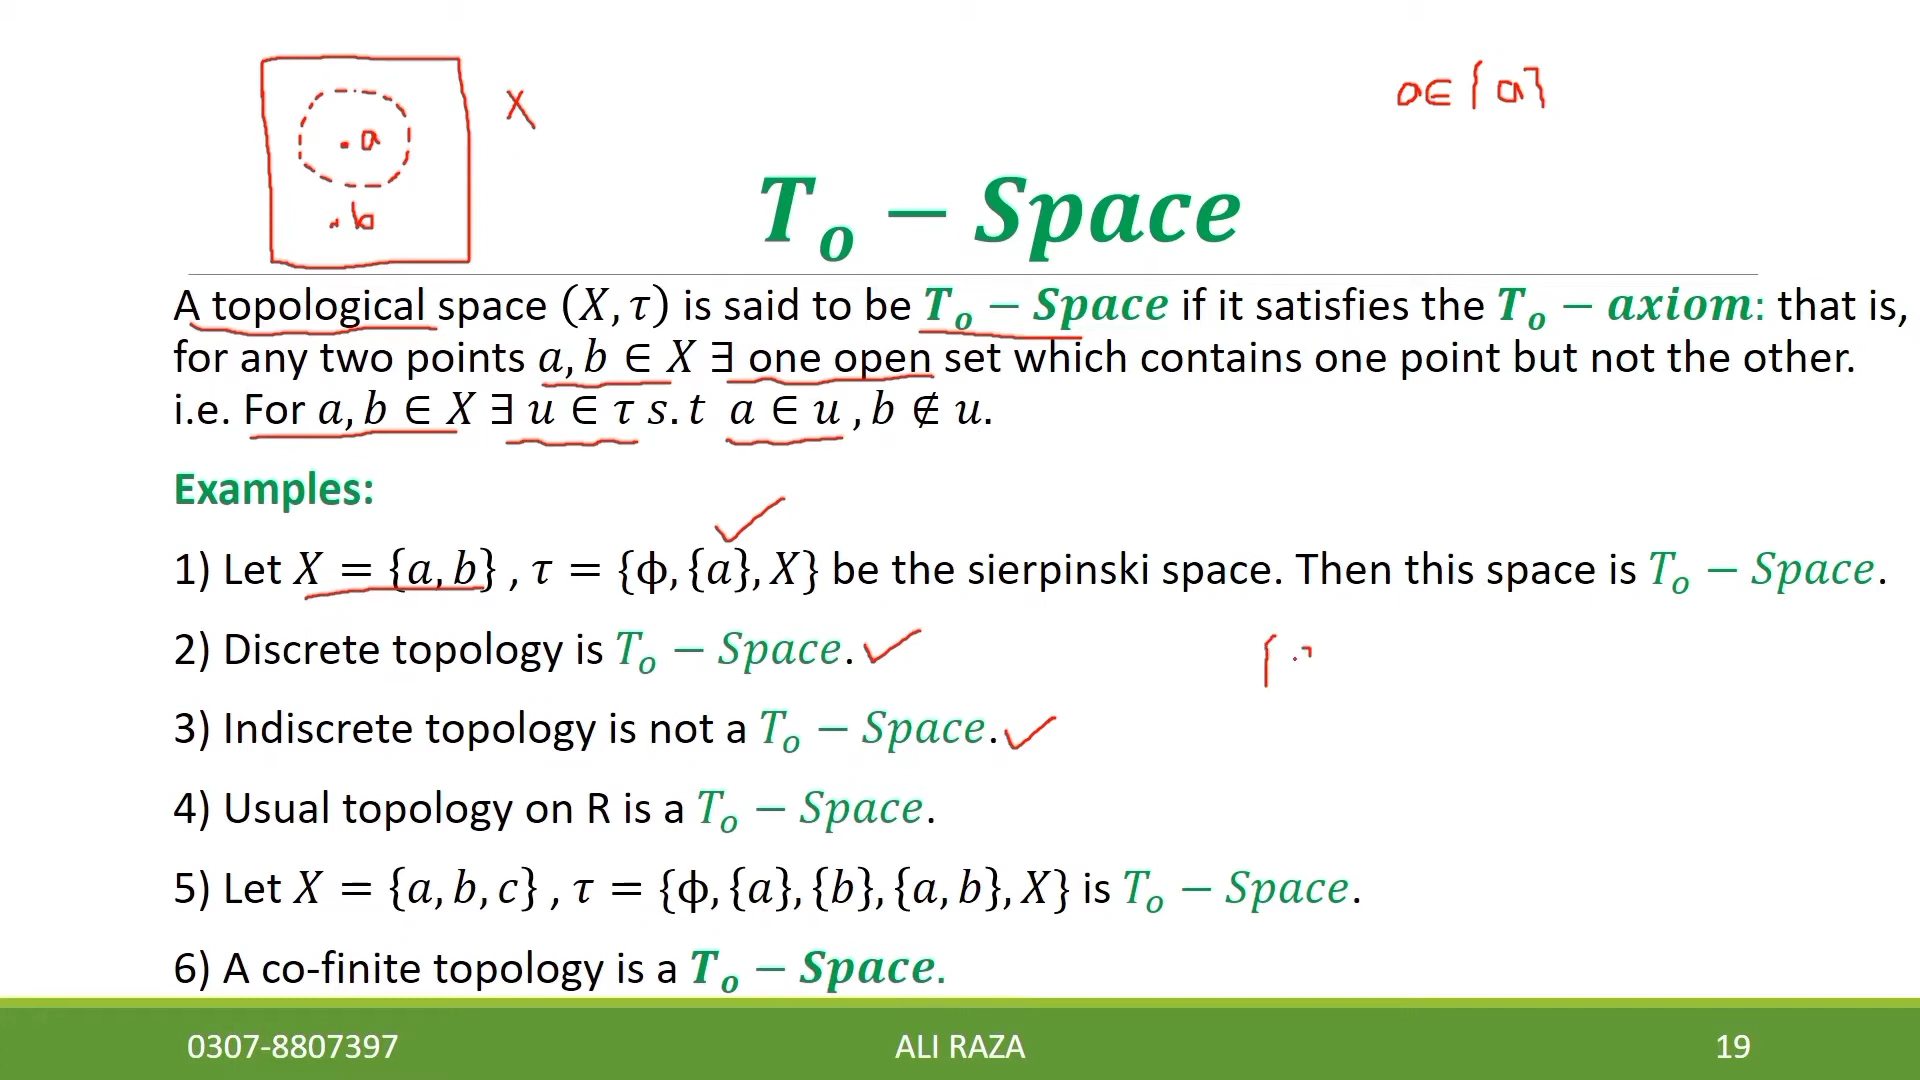 X
a ∈ {a}
. a
. b
T₀ − Space
A topological space (X, τ) is said to be T₀ − Space if it satisfies the T₀ − axiom: that is,
for any two points a, b ∈ X ∃ one open set which contains one point but not the other.
i.e. For a, b ∈ X ∃ u ∈ τ s.t a ∈ u , b ∉ u.
Examples:
1) Let X = {a, b} , τ = {ϕ, {a}, X} be the sierpinski space. Then this space is T₀ − Space.
2) Discrete topology is T₀ − Space.
3) Indiscrete topology is not a T₀ − Space.
4) Usual topology on R is a T₀ − Space.
5) Let X = {a, b, c} , τ = {ϕ, {a}, {b}, {a, b}, X} is T₀ − Space.
6) A co-finite topology is a T₀ − Space.
0307-8807397 ALI RAZA 19